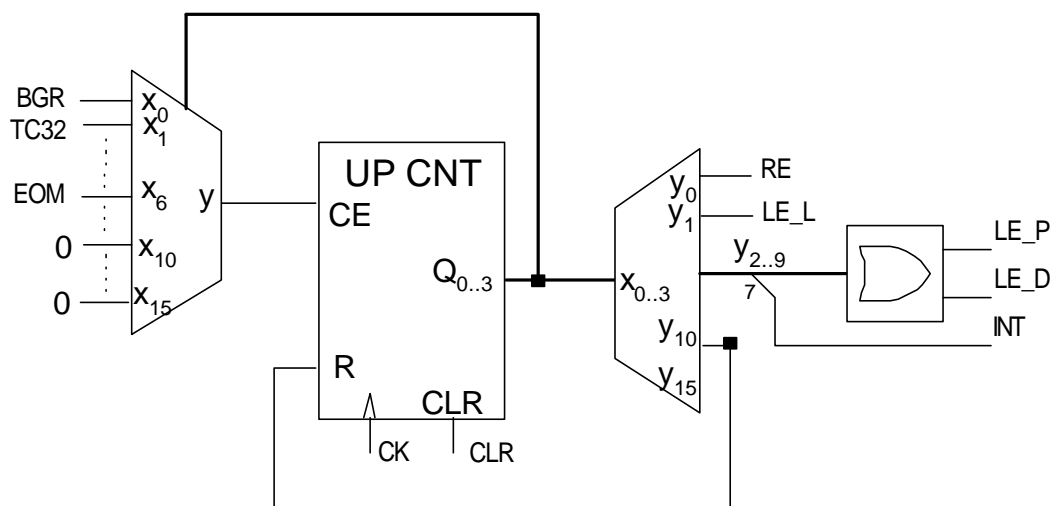 BGR
TC32
EOM
0
0
x0
x1
x6
x10
x15
y
UP CNT
CE
Q0..3
R
CLR
CK
CLR
x0..3
y0
y1
y2..9
7
y10
y15
RE
LE_L
LE_P
LE_D
INT